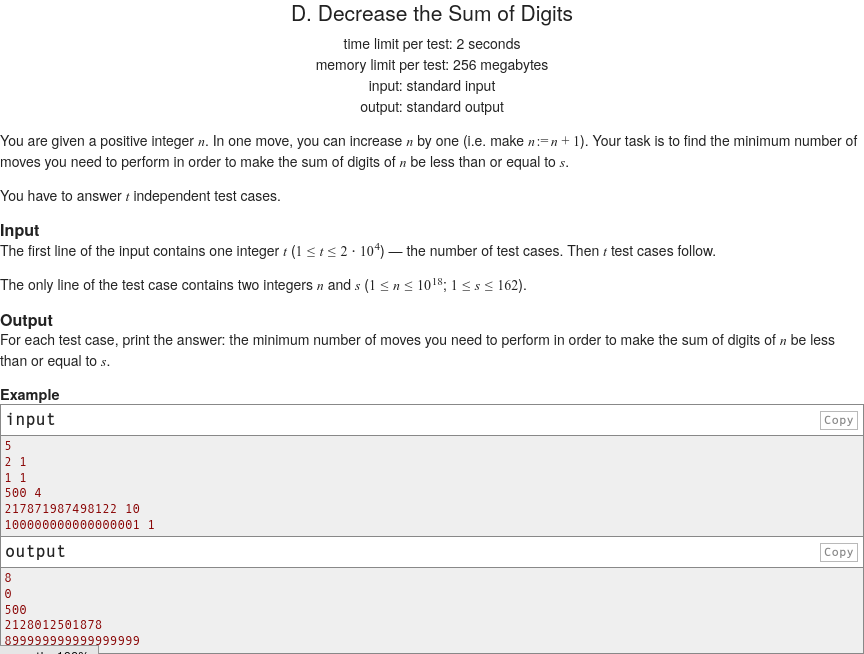 D. Decrease the Sum of Digits
time limit per test: 2 seconds
memory limit per test: 256 megabytes
input: standard input
output: standard output
You are given a positive integer n. In one move, you can increase n by one (i.e. make n := n + 1). Your task is to find the minimum number of
moves you need to perform in order to make the sum of digits of n be less than or equal to s.
You have to answer t independent test cases.
Input
The first line of the input contains one integer t (1 ≤ t ≤ 2 · 10^4) — the number of test cases. Then t test cases follow.
The only line of the test case contains two integers n and s (1 ≤ n ≤ 10^18; 1 ≤ s ≤ 162).
Output
For each test case, print the answer: the minimum number of moves you need to perform in order to make the sum of digits of n be less
than or equal to s.
Example
input Copy
5
2 1
1 1
500 4
217871987498122 10
100000000000000001 1
output Copy
8
0
500
2128012501878
899999999999999999